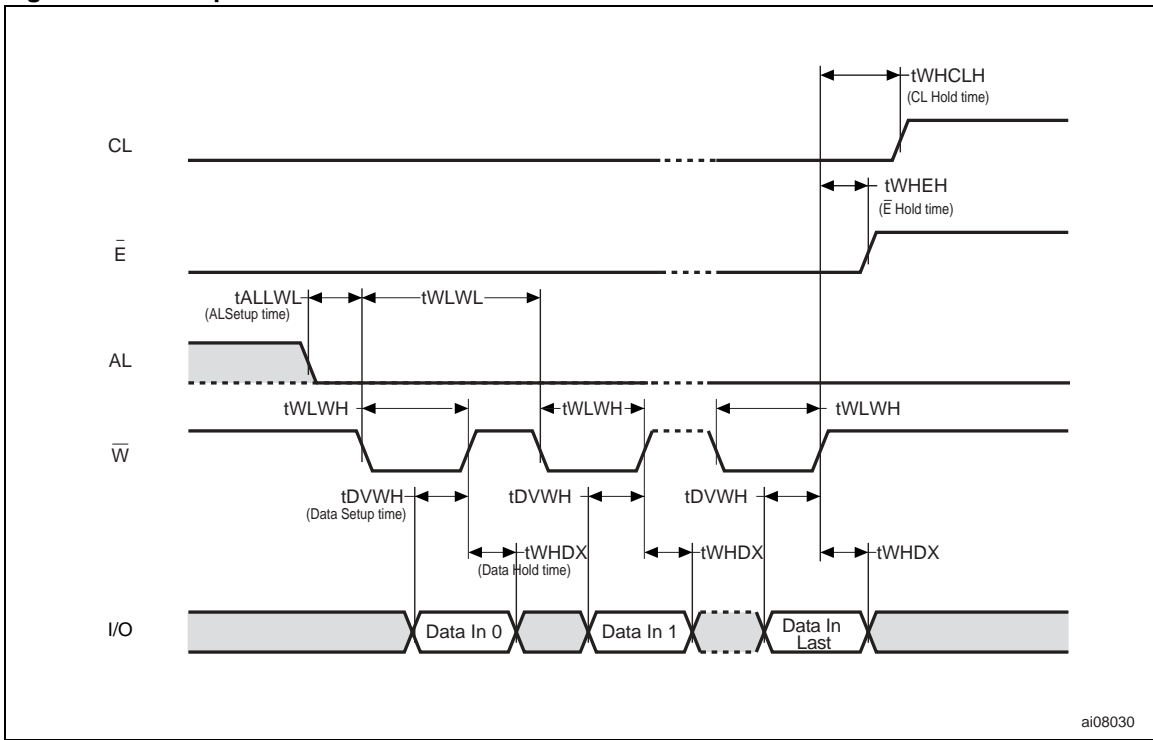 tWHCLH
(CL Hold time)
CL
tWHEH
(E̅ Hold time)
E̅
tALLWL
(ALSetup time)
tWLWL
AL
tWLWH
tWLWH
tWLWH
W̅
tDVWH
(Data Setup time)
tDVWH
tDVWH
tWHDX
(Data Hold time)
tWHDX
tWHDX
I/O
Data In 0
Data In 1
Data In
Last
ai08030